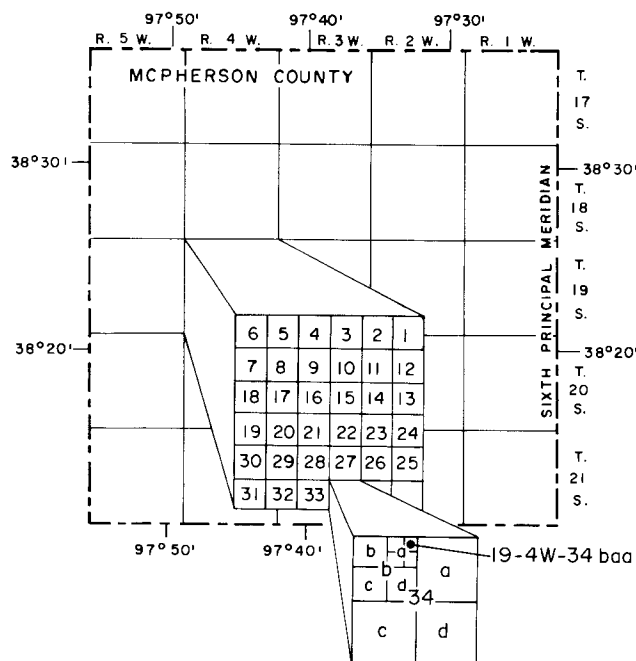 97°50' 97°40' 97°30'
R. 5 W. R. 4 W. R. 3 W. R. 2 W. R. 1 W.
MCPHERSON COUNTY
T.
17
S.
38°30' 38°30'
T.
18
S.
SIXTH PRINCIPAL MERIDIAN
T.
19
S.
38°20' 38°20'
T.
20
S.
T.
21
S.
6 5 4 3 2 1
7 8 9 10 11 12
18 17 16 15 14 13
19 20 21 22 23 24
30 29 28 27 26 25
31 32 33
97°50' 97°40' 97°30'
b a 19-4W-34 baa
b a
c d
34
c d